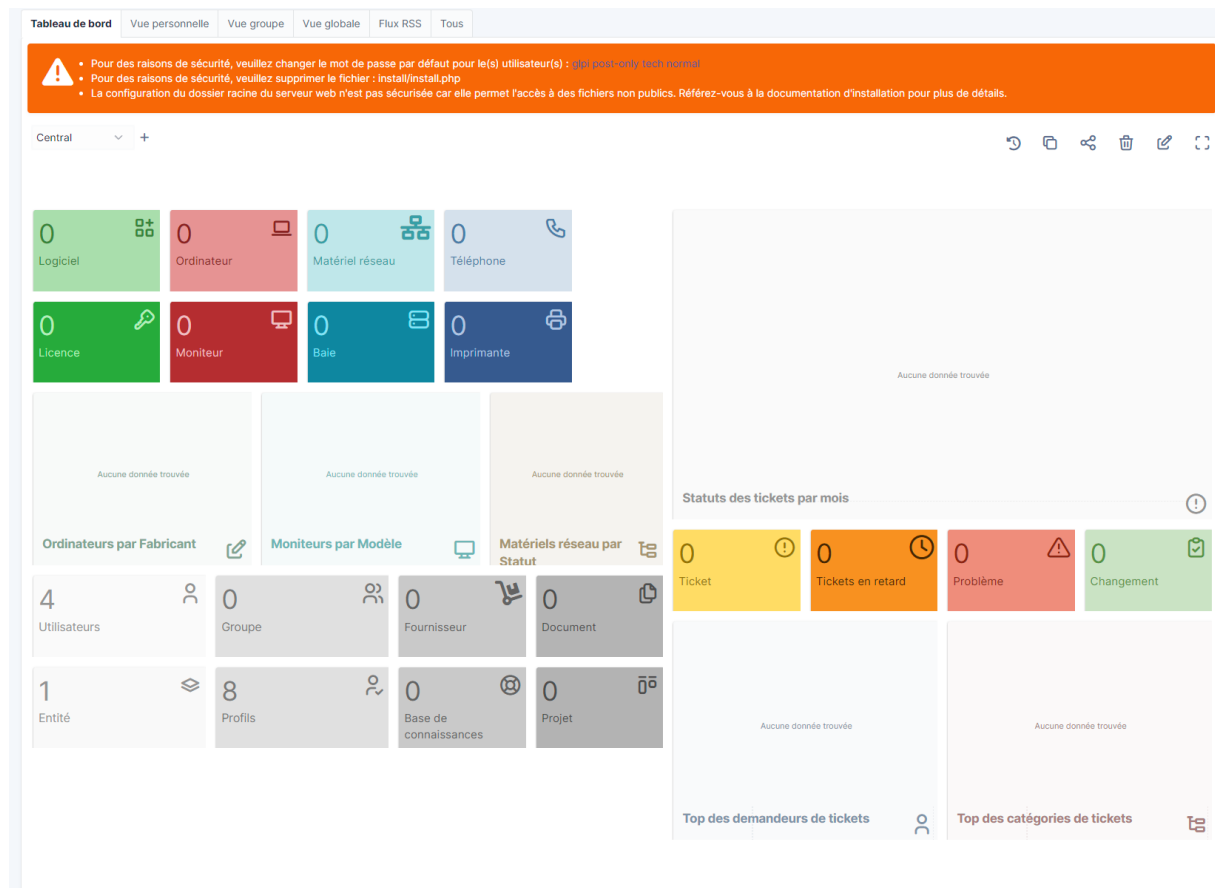 Tableau de bord
Vue personnelle
Vue groupe
Vue globale
Flux RSS
Tous
Pour des raisons de sécurité, veuillez changer le mot de passe par défaut pour le(s) utilisateur(s) : glpi post-only tech normal
Pour des raisons de sécurité, veuillez supprimer le fichier : install/install.php
La configuration du dossier racine du serveur web n'est pas sécurisée car elle permet l'accès à des fichiers non publics. Référez-vous à la documentation d'installation pour plus de détails.
Central
0
Logiciel
0
Ordinateur
0
Matériel réseau
0
Téléphone
0
Licence
0
Moniteur
0
Baie
0
Imprimante
Aucune donnée trouvée
Ordinateurs par Fabricant
Aucune donnée trouvée
Moniteurs par Modèle
Aucune donnée trouvée
Matériels réseau par
Statut
4
Utilisateurs
0
Groupe
0
Fournisseur
0
Document
1
Entité
8
Profils
0
Base de
connaissances
0
Projet
Aucune donnée trouvée
Statuts des tickets par mois
0
Ticket
0
Tickets en retard
0
Problème
0
Changement
Aucune donnée trouvée
Top des demandeurs de tickets
Aucune donnée trouvée
Top des catégories de tickets